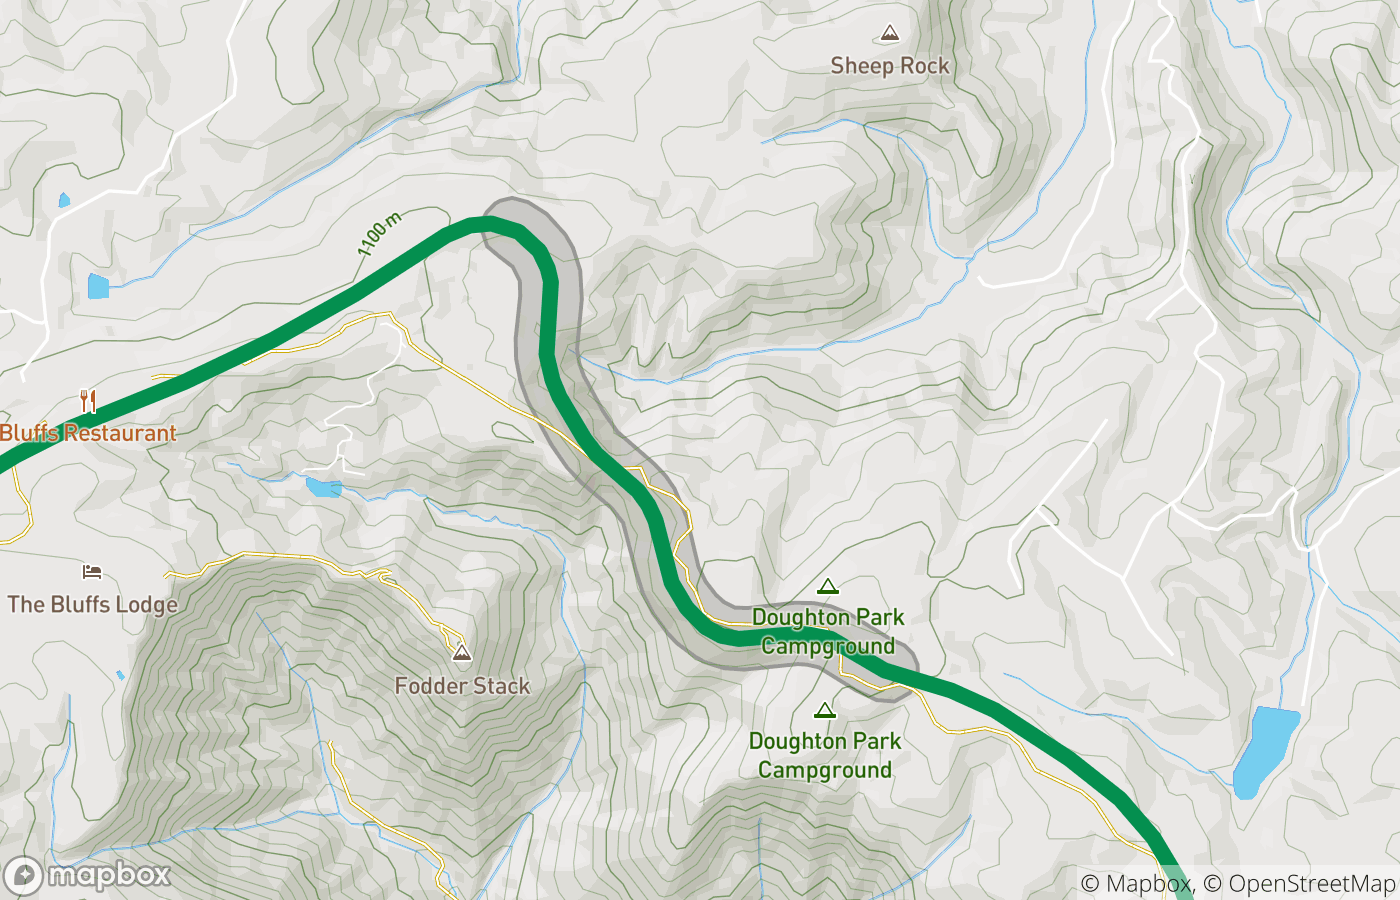 Sheep Rock
1100 m
Bluffs Restaurant
The Bluffs Lodge
Doughton Park
Campground
Fodder Stack
Doughton Park
Campground
mapbox
© Mapbox, © OpenStreetMap